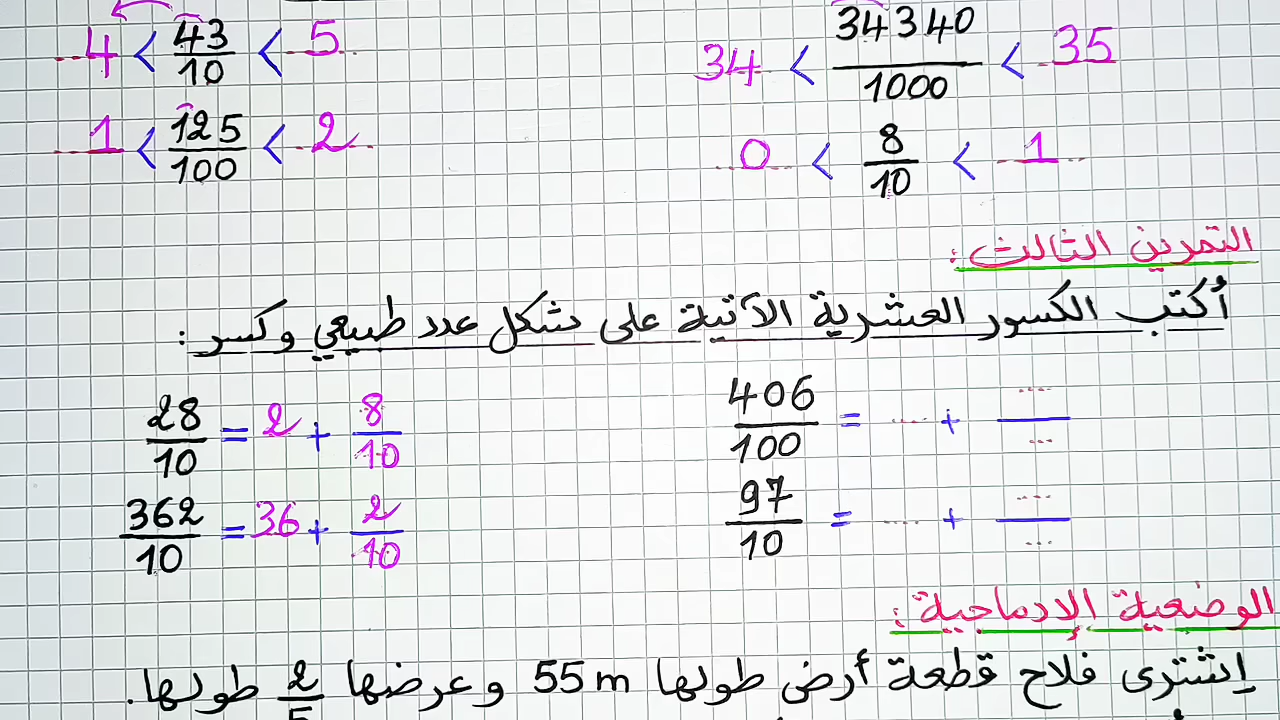 4 < 43/10 < 5
34 < 34340/1000 < 35
1 < 125/100 < 2
0 < 8/10 < 1
التمرين الثالث:
أكتب الكسور العشرية الآتية على شكل عدد طبيعي وكسر:
28/10 = 2 + 8/10
406/100 = .... + ..../...
362/10 = 36 + 2/10
97/10 = .... + ..../...
الوضعية الإدماجية:
إشترى فلاح قطعة أرض طولها 55m وعرضها 2/5 طولها.